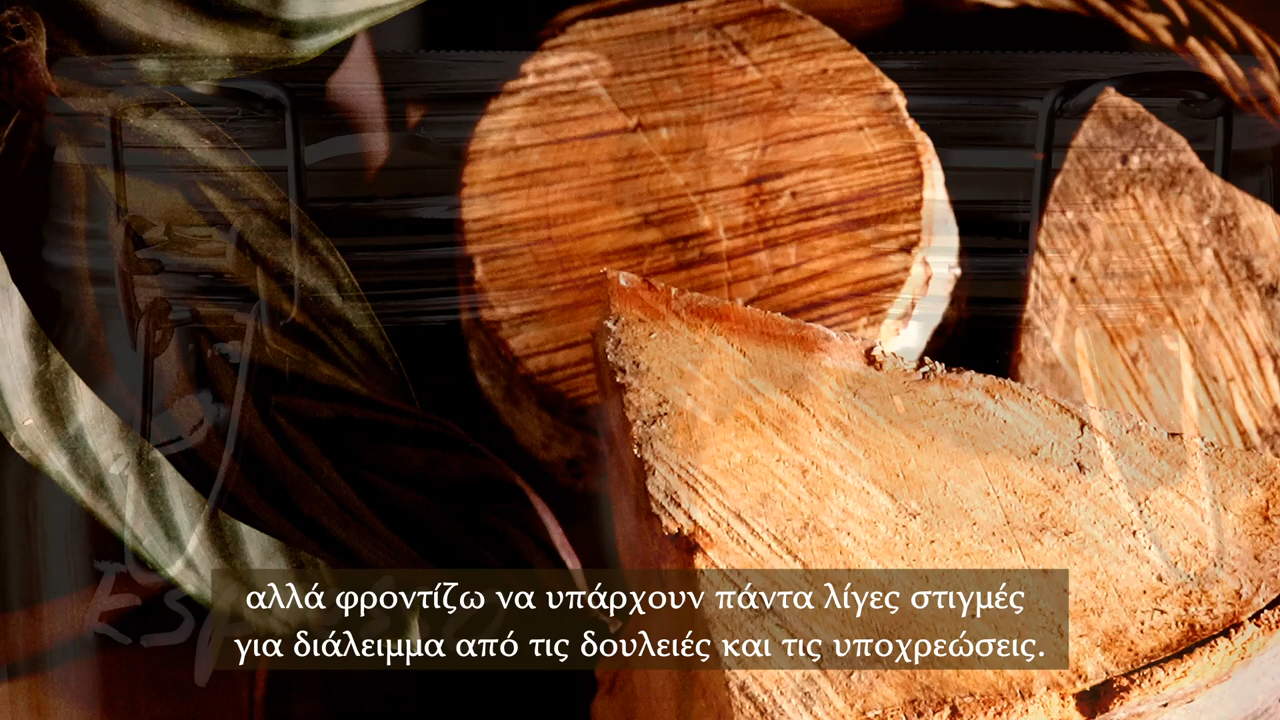 αλλά φροντίζω να υπάρχουν πάντα λίγες στιγμές
για διάλειμμα από τις δουλειές και τις υποχρεώσεις.